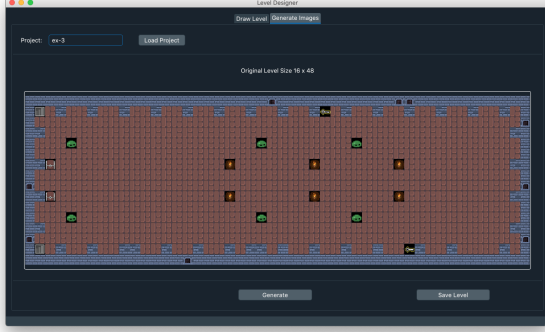 Level Designer
Draw Level Generate Images
Project: ex-3 Load Project
Original Level Size 16 x 48
Generate Save Level